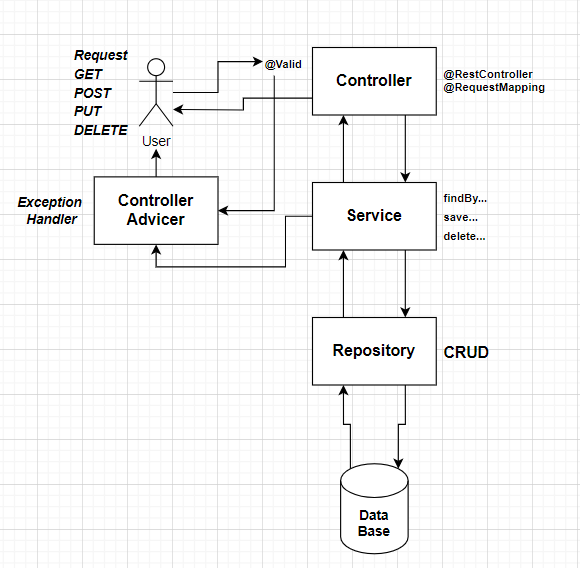 Request
GET
POST
PUT
DELETE
User
@Valid
Controller
@RestController
@RequestMapping
Exception
Handler
Controller
Advicer
Service
findBy...
save...
delete...
Repository
CRUD
Data
Base